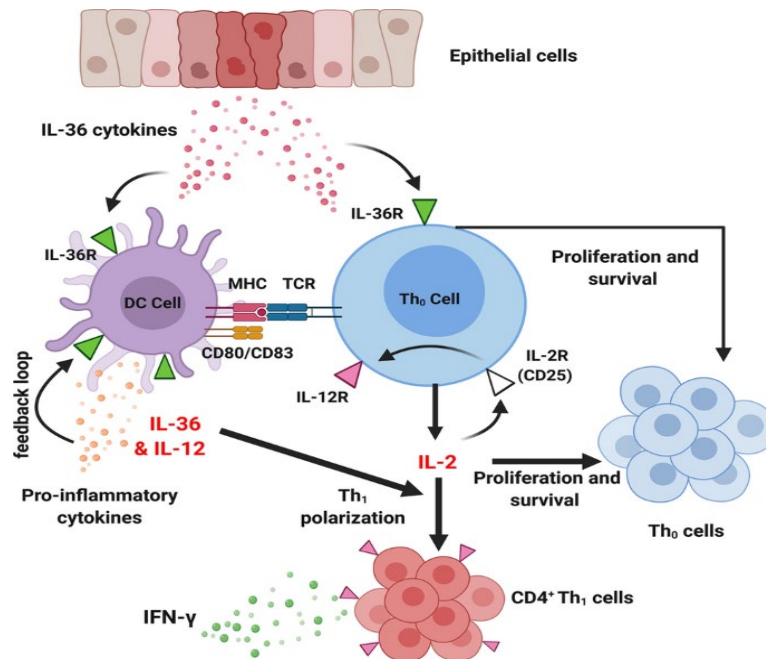 Epithelial cells
IL-36 cytokines
IL-36R
IL-36R
Proliferation and
survival
MHC
TCR
DC Cell
Th₀ Cell
CD80/CD83
IL-2R
(CD25)
IL-12R
feedback loop
IL-36
& IL-12
IL-2
Proliferation and
survival
Pro-inflammatory
cytokines
Th₁
polarization
Th₀ cells
IFN-γ
CD4⁺ Th₁ cells